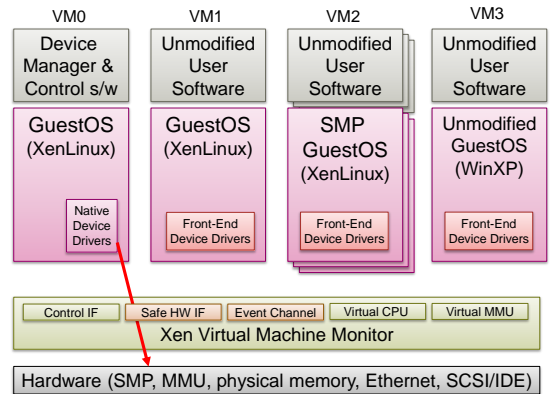 VM0
VM1
VM2
VM3
Device
Manager &
Control s/w
Unmodified
User
Software
Unmodified
User
Software
Unmodified
User
Software
GuestOS
(XenLinux)
GuestOS
(XenLinux)
SMP
GuestOS
(XenLinux)
Unmodified
GuestOS
(WinXP)
Native
Device
Drivers
Front-End
Device Drivers
Front-End
Device Drivers
Front-End
Device Drivers
Control IF
Safe HW IF
Event Channel
Virtual CPU
Virtual MMU
Xen Virtual Machine Monitor
Hardware (SMP, MMU, physical memory, Ethernet, SCSI/IDE)